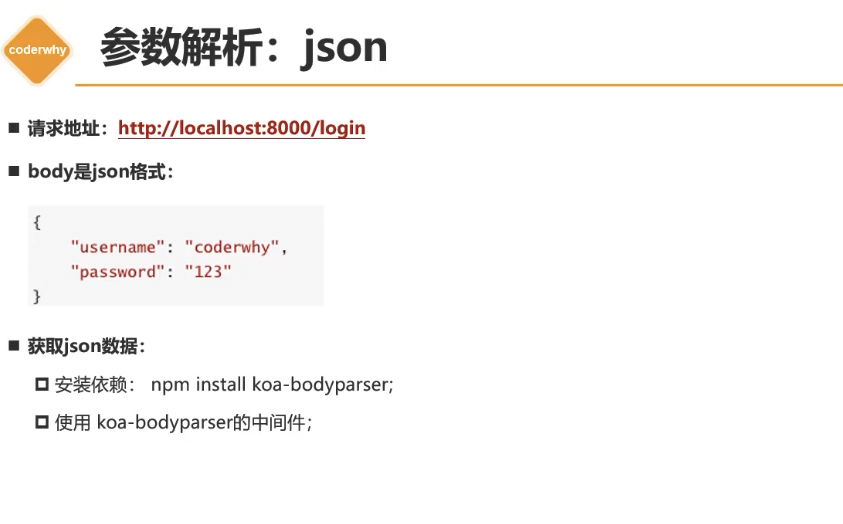 coderwhy
参数解析：json
请求地址：http://localhost:8000/login
body是json格式：
{
"username": "coderwhy",
"password": "123"
}
获取json数据：
安装依赖： npm install koa-bodyparser;
使用 koa-bodyparser的中间件；